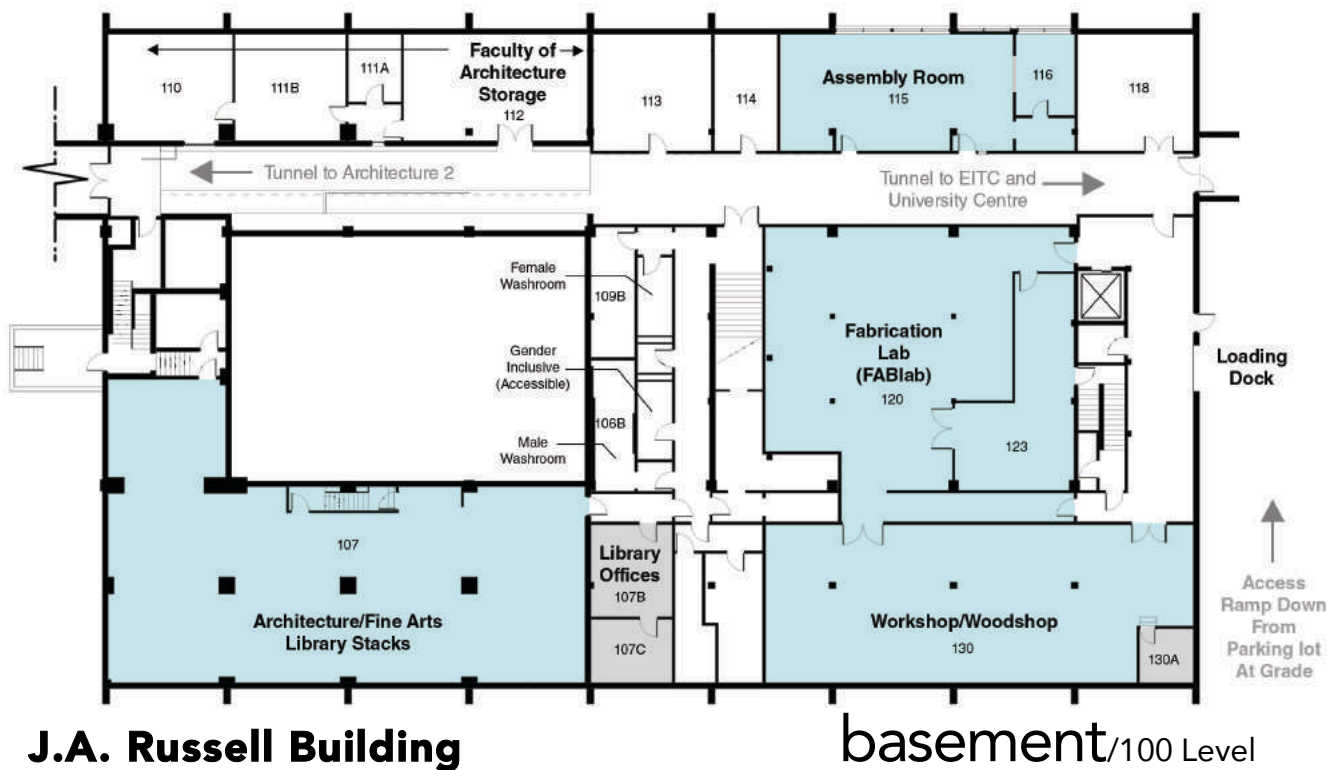 Faculty of
Architecture
Storage
110
111B
111A
112
113
114
Assembly Room
115
116
118
Tunnel to Architecture 2
Tunnel to EITC and
University Centre
Female
Washroom
109B
Gender
Inclusive
(Accessible)
106B
Male
Washroom
Fabrication
Lab
(FABlab)
120
123
Loading
Dock
107
Architecture/Fine Arts
Library Stacks
Library
Offices
107B
107C
Workshop/Woodshop
130
130A
Access
Ramp Down
From
Parking lot
At Grade
J.A. Russell Building
basement/100 Level